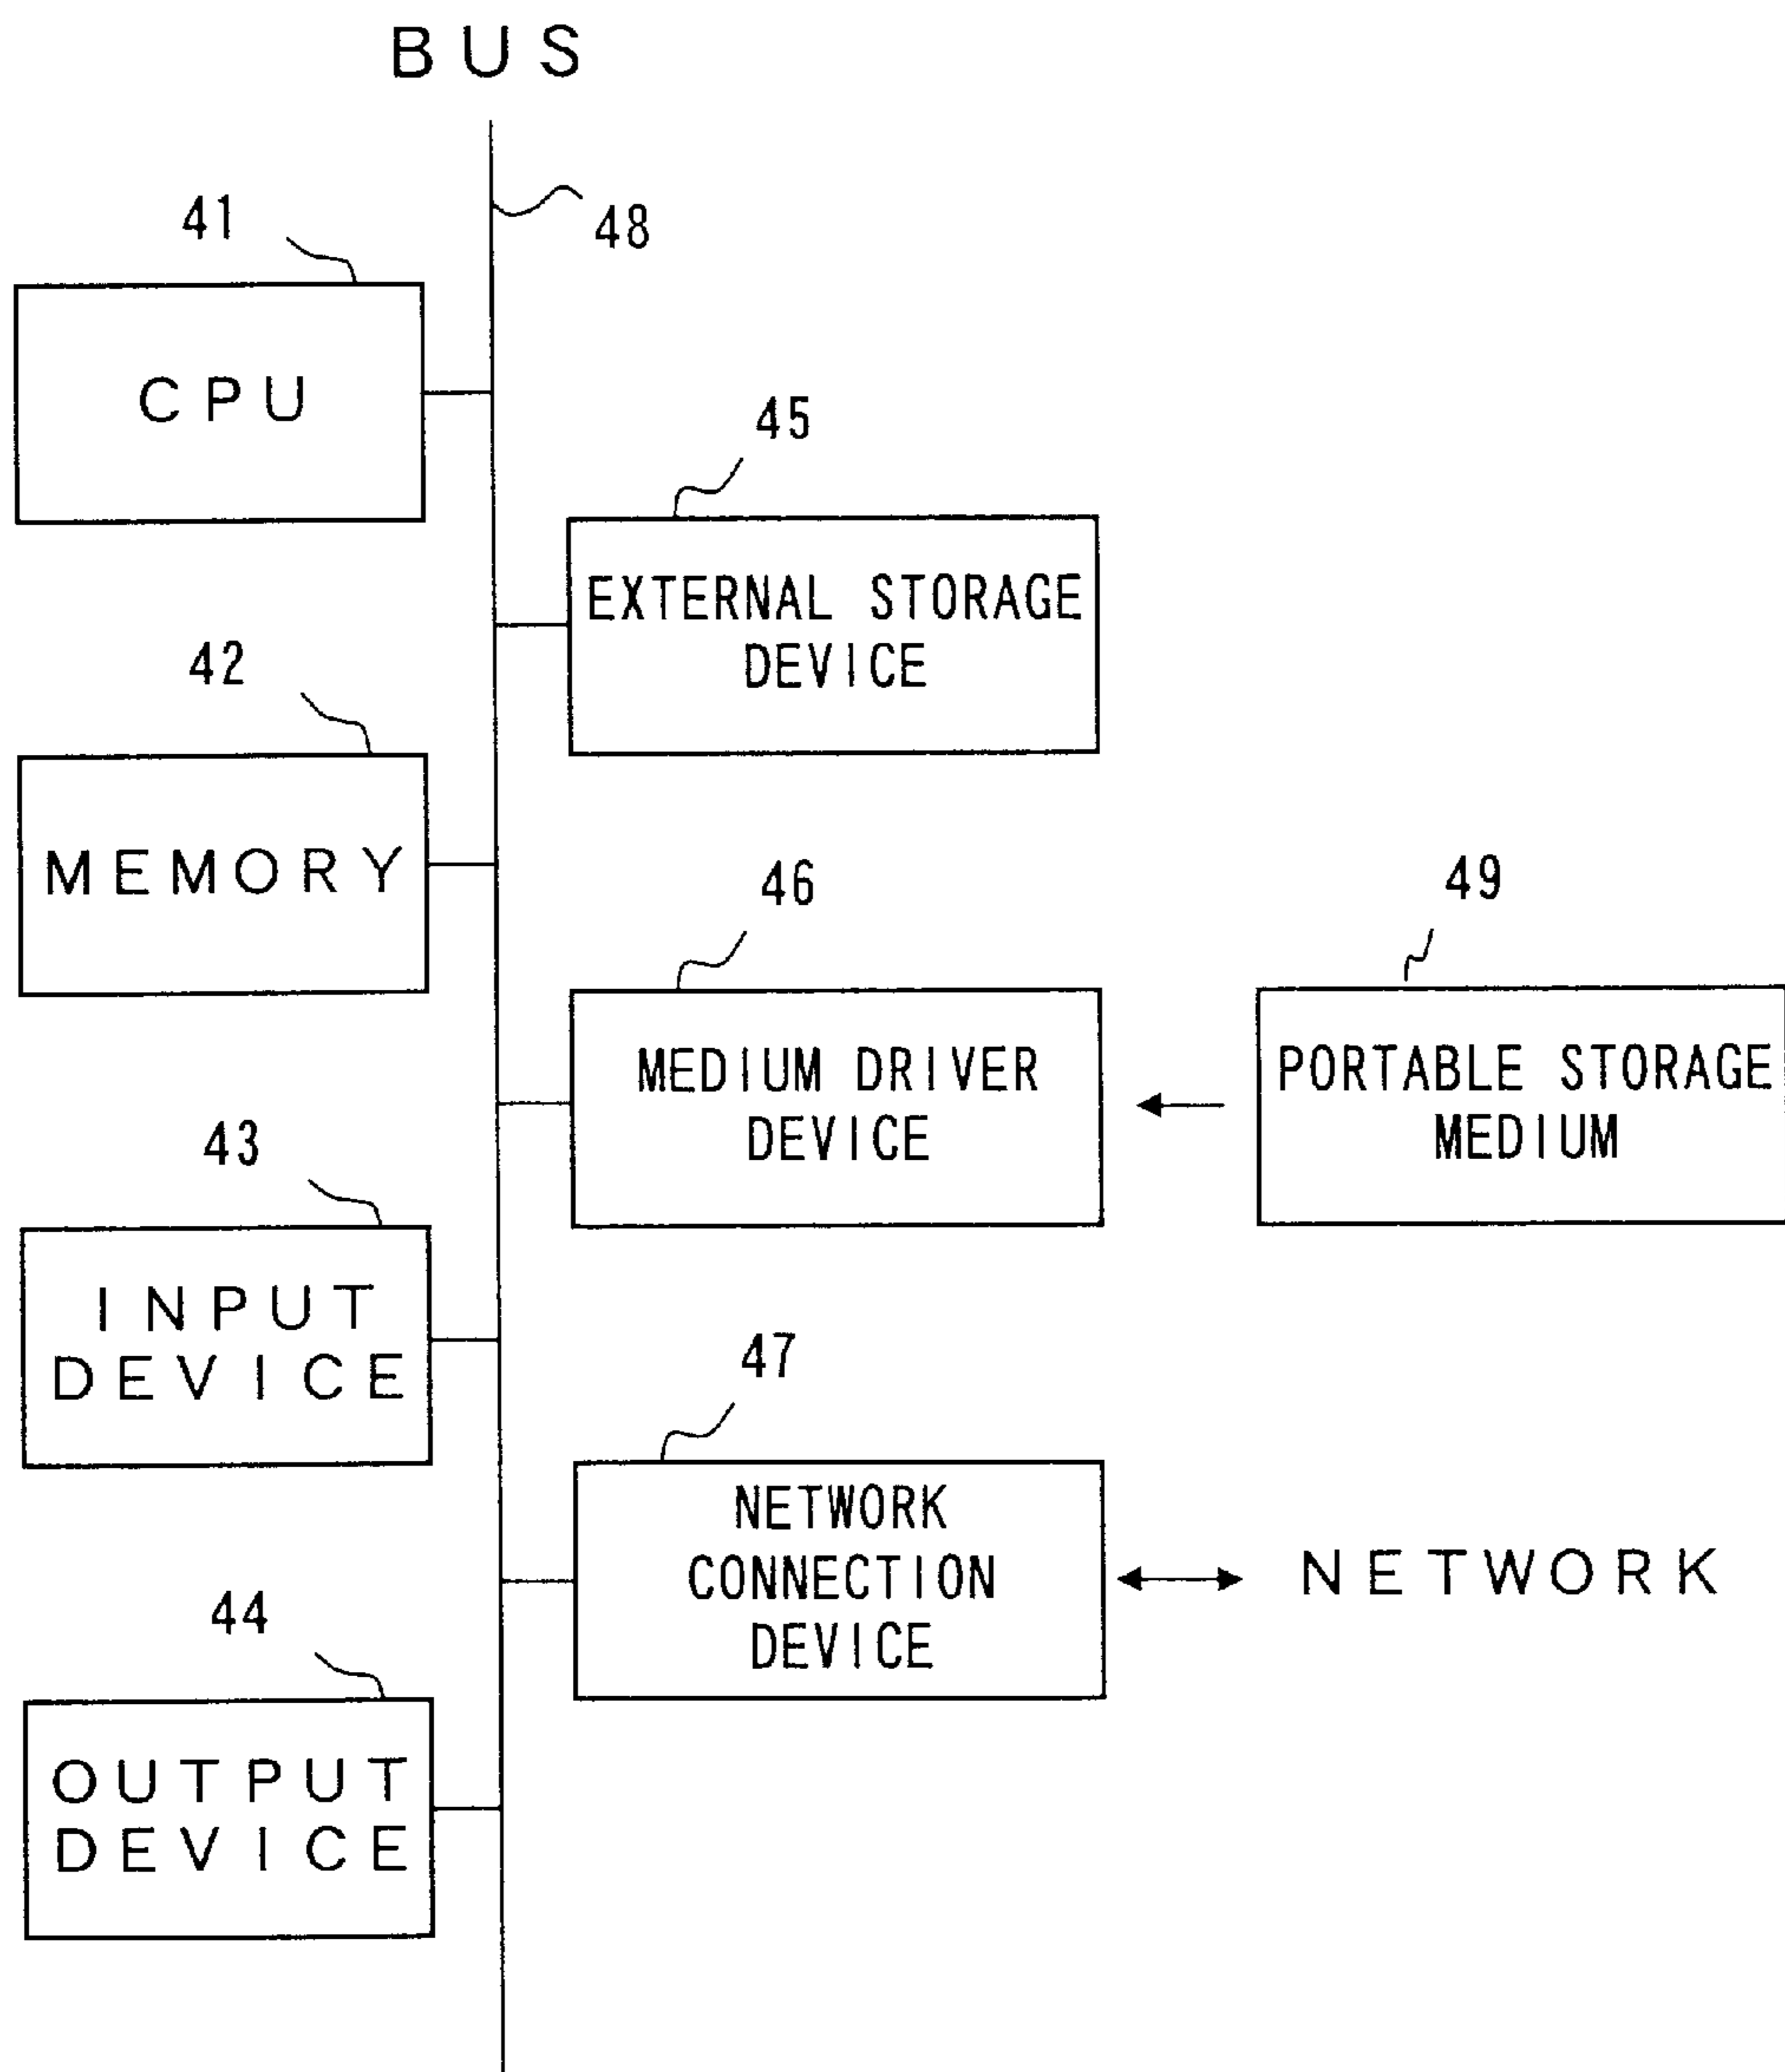 BUS
48
41
CPU
45
EXTERNAL STORAGE
DEVICE
42
MEMORY
46
MEDIUM DRIVER
DEVICE
49
PORTABLE STORAGE
MEDIUM
43
INPUT
DEVICE
47
NETWORK
CONNECTION
DEVICE
NETWORK
44
OUTPUT
DEVICE